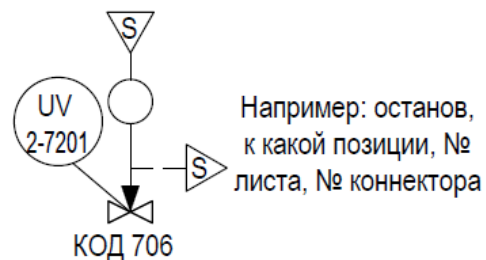 S
UV
2-7201
Например: останов,
к какой позиции, №
листа, № коннектора
S
КОД 706